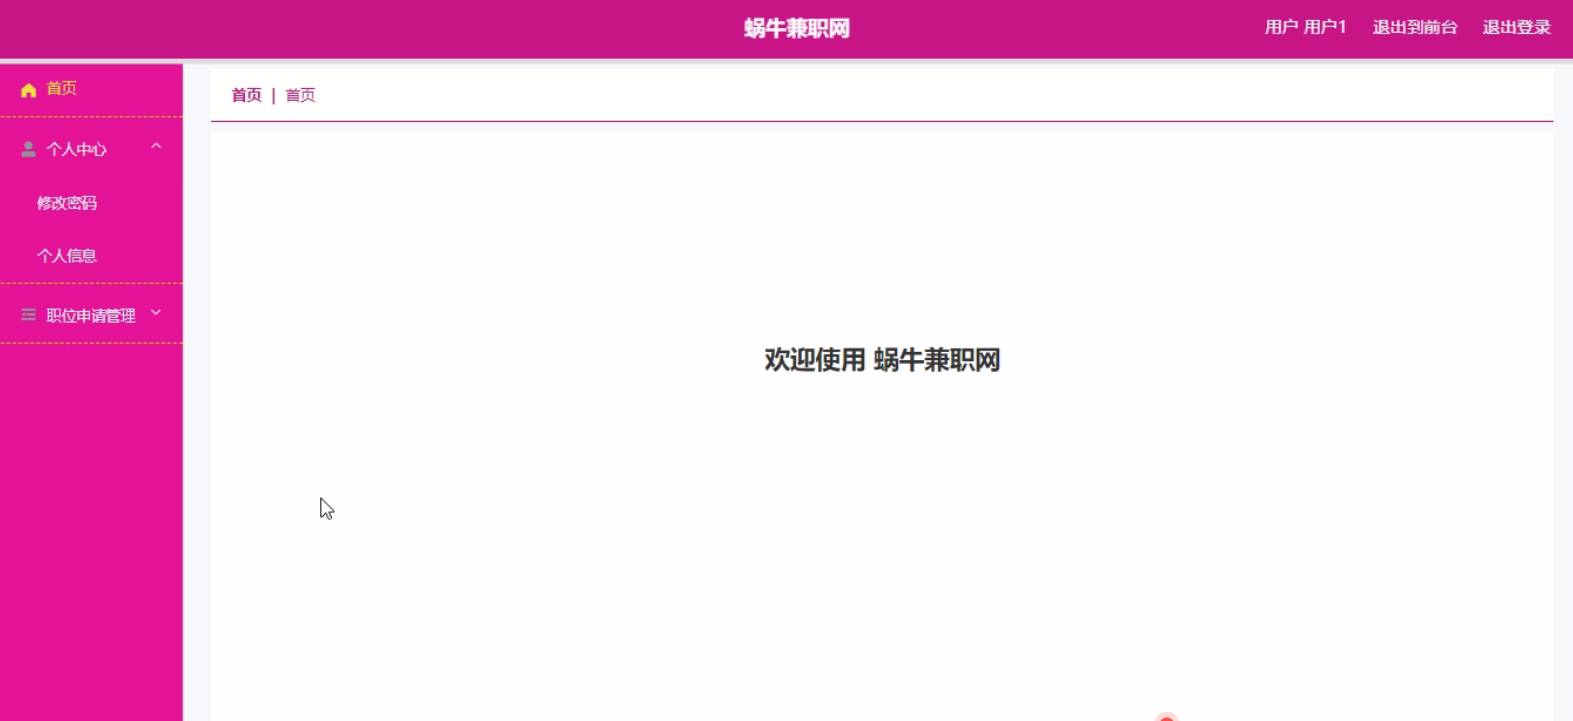 蜗牛兼职网
用户 用户1 退出到前台 退出登录
首页
个人中心
修改密码
个人信息
职位申请管理
首页 | 首页
欢迎使用 蜗牛兼职网